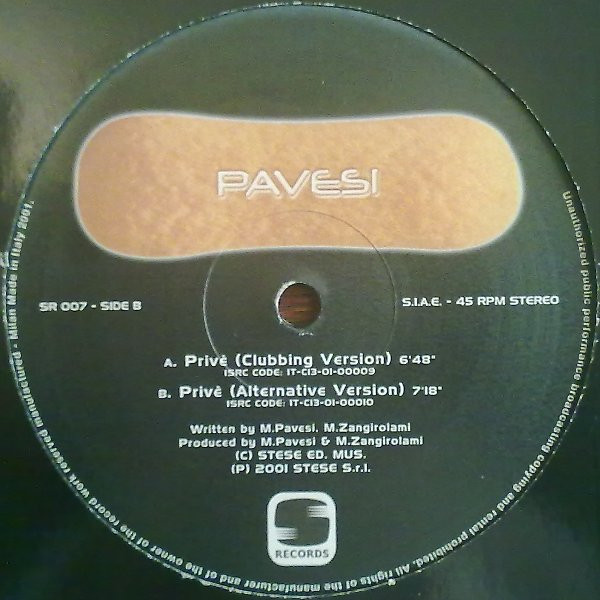 PAVESI
SR 007 - SIDE B
S.I.A.E. - 45 RPM STEREO
A. Privè (Clubbing Version) 6'48"
ISRC CODE: IT-C13-01-00009
B. Privè (Alternative Version) 7'18"
ISRC CODE: IT-C13-01-00010
Written by M.Pavesi, M.Zangirolami
Produced by M.Pavesi & M.Zangirolami
(C) STESE ED. MUS.
(P) 2001 STESE S.r.l.
S
RECORDS
Unauthorized public performance broadcasting copying and rental prohibited. All rights of the manufacturer and of the owner of the record work reserved manufactured - Milan Made in Italy 2001.